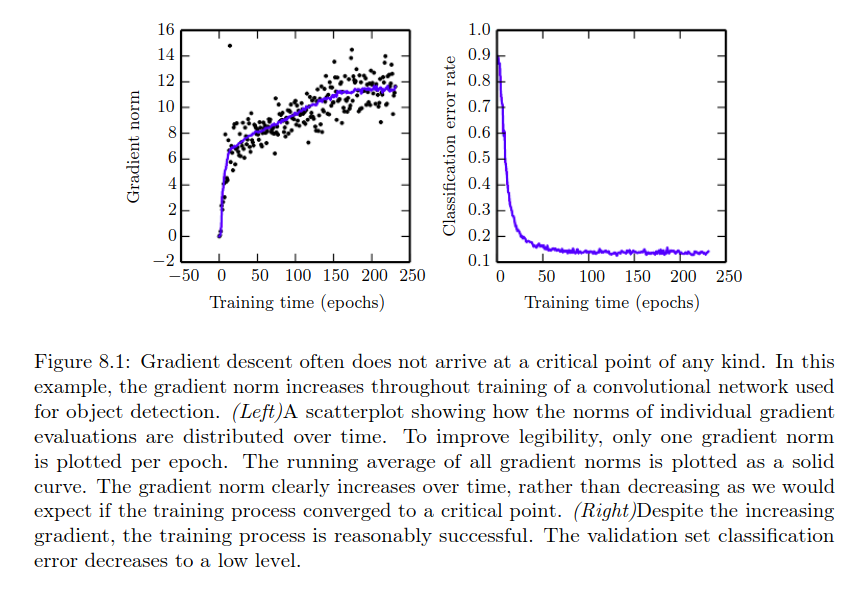 16
14
12
10
8
6
4
2
0
−2
−50 0 50 100 150 200 250
Gradient norm
Training time (epochs)
1.0
0.9
0.8
0.7
0.6
0.5
0.4
0.3
0.2
0.1
0 50 100 150 200 250
Classification error rate
Training time (epochs)
Figure 8.1: Gradient descent often does not arrive at a critical point of any kind. In this
example, the gradient norm increases throughout training of a convolutional network used
for object detection. (Left)A scatterplot showing how the norms of individual gradient
evaluations are distributed over time. To improve legibility, only one gradient norm
is plotted per epoch. The running average of all gradient norms is plotted as a solid
curve. The gradient norm clearly increases over time, rather than decreasing as we would
expect if the training process converged to a critical point. (Right)Despite the increasing
gradient, the training process is reasonably successful. The validation set classification
error decreases to a low level.